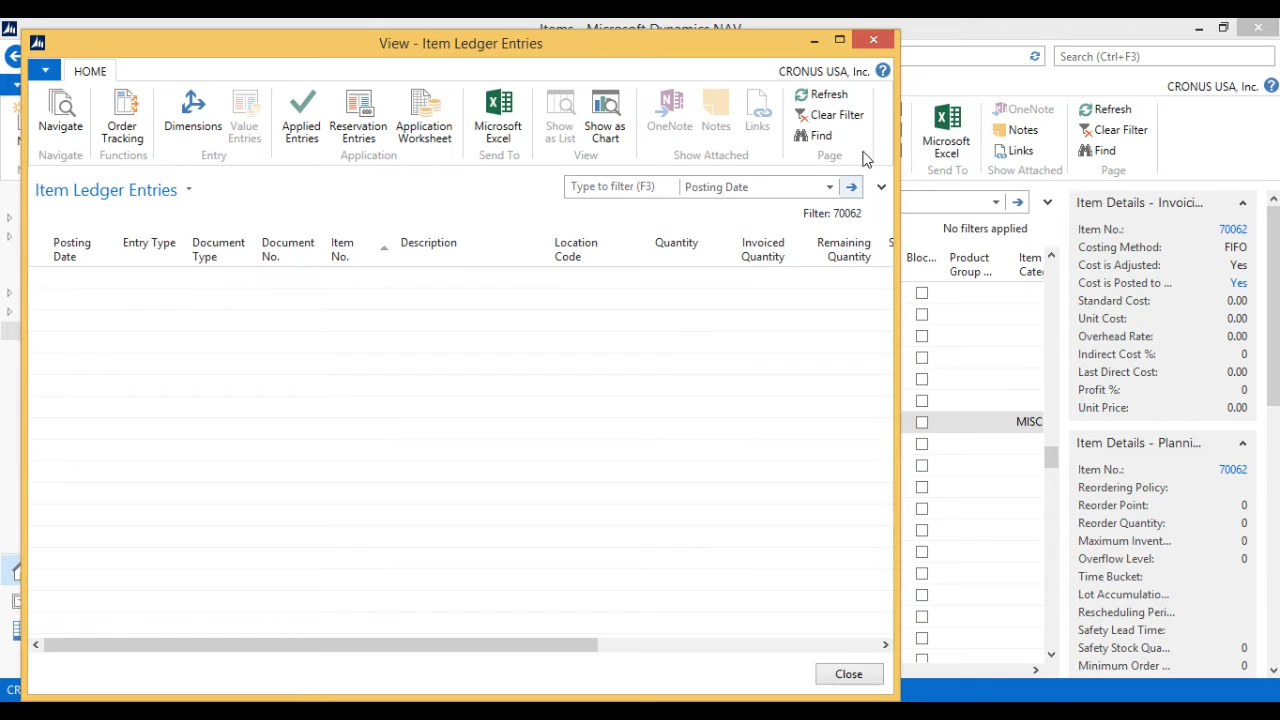 Items - Microsoft Dynamics NAV
View - Item Ledger Entries
Search (Ctrl+F3)
HOME
CRONUS USA, Inc.
CRONUS USA, Inc.
Navigate
Order Tracking
Dimensions
Value Entries
Applied Entries
Reservation Entries
Application Worksheet
Microsoft Excel
Show as List
Show as Chart
OneNote
Notes
Links
Refresh
Clear Filter
Find
Navigate
Functions
Entry
Application
Send To
View
Show Attached
Page
Microsoft Excel
OneNote
Notes
Links
Refresh
Clear Filter
Find
Send To
Show Attached
Page
Item Ledger Entries
Type to filter (F3)
Posting Date
Filter: 70062
Posting Date
Entry Type
Document Type
Document No.
Item No.
Description
Location Code
Quantity
Invoiced Quantity
Remaining Quantity
S
No filters applied
Bloc...
Product Group ...
Item Cate
MISC
Item Details - Invoici...
Item No.: 70062
Costing Method: FIFO
Cost is Adjusted: Yes
Cost is Posted to ... Yes
Standard Cost: 0.00
Unit Cost: 0.00
Overhead Rate: 0.00
Indirect Cost %: 0
Last Direct Cost: 0.00
Profit %: 0
Unit Price: 0.00
Item Details - Planni...
Item No.: 70062
Reordering Policy:
Reorder Point: 0
Reorder Quantity: 0
Maximum Invent... 0
Overflow Level: 0
Time Bucket:
Lot Accumulatio...
Rescheduling Peri...
Safety Lead Time:
Safety Stock Qua... 0
Minimum Order ... 0
Close
CR